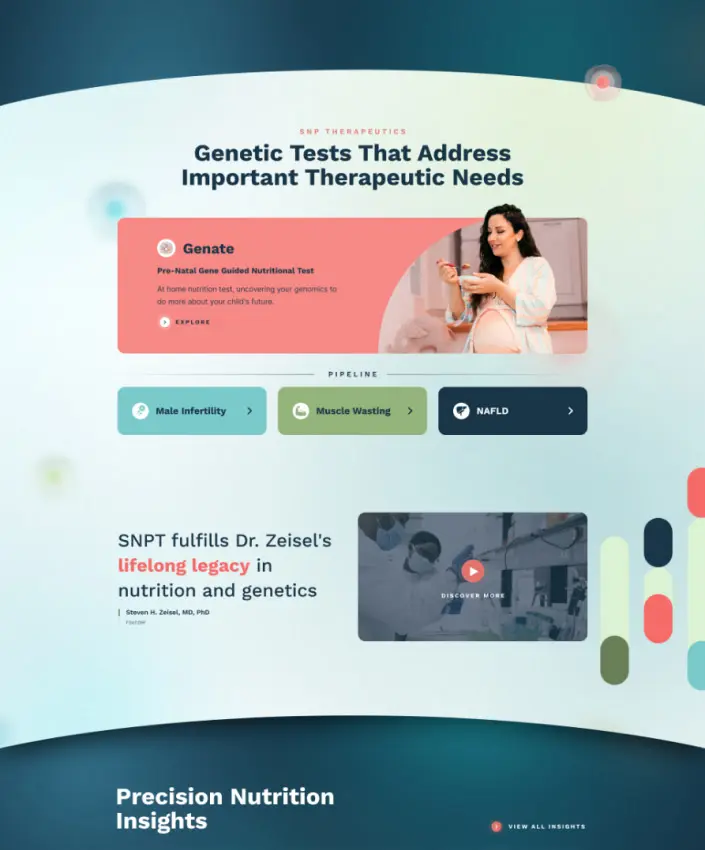 SNP THERAPEUTICS
Genetic Tests That Address
Important Therapeutic Needs
Genate
Pre-Natal Gene Guided Nutritional Test
At home nutrition test, uncovering your genomics to
do more about your child's future.
EXPLORE
PIPELINE
Male Infertility
Muscle Wasting
NAFLD
SNPT fulfills Dr. Zeisel's
lifelong legacy in
nutrition and genetics
Steven H. Zeisel, MD, PhD
Founder
DISCOVER MORE
Precision Nutrition
Insights
VIEW ALL INSIGHTS